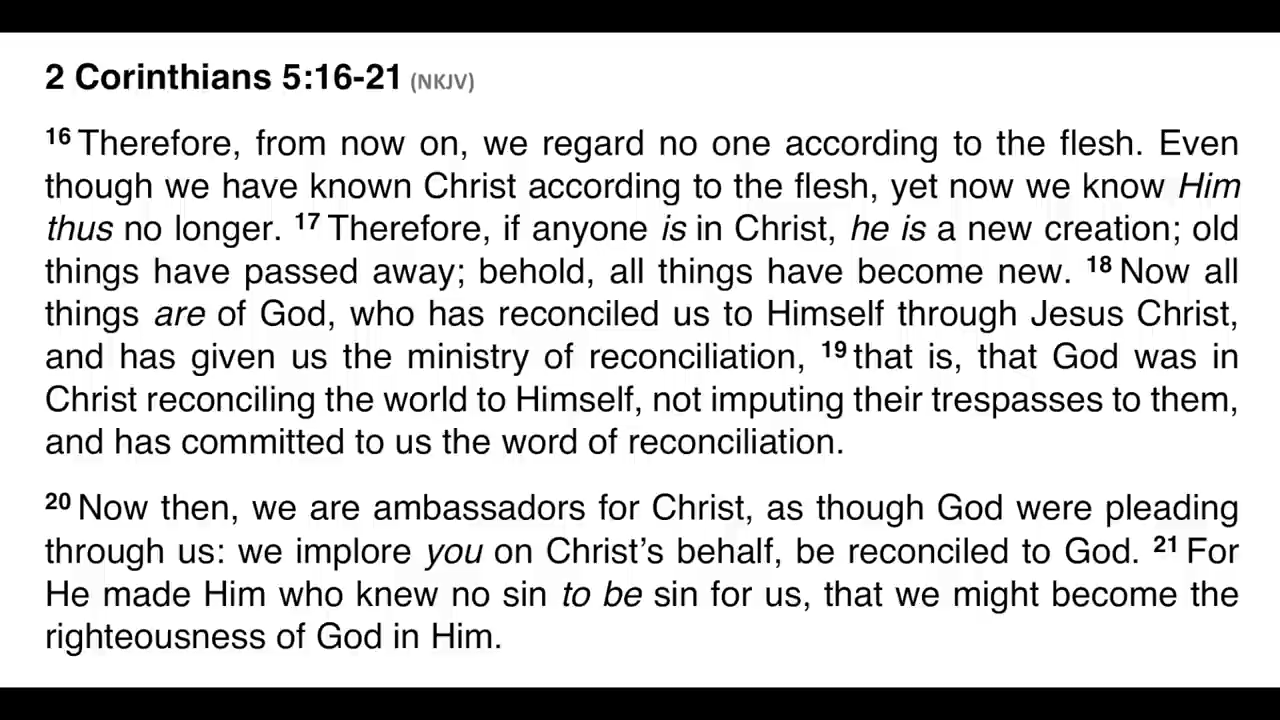 2 Corinthians 5:16-21 (NKJV)
16 Therefore, from now on, we regard no one according to the flesh. Even
though we have known Christ according to the flesh, yet now we know Him
thus no longer. 17 Therefore, if anyone is in Christ, he is a new creation; old
things have passed away; behold, all things have become new. 18 Now all
things are of God, who has reconciled us to Himself through Jesus Christ,
and has given us the ministry of reconciliation, 19 that is, that God was in
Christ reconciling the world to Himself, not imputing their trespasses to them,
and has committed to us the word of reconciliation.
20 Now then, we are ambassadors for Christ, as though God were pleading
through us: we implore you on Christ’s behalf, be reconciled to God. 21 For
He made Him who knew no sin to be sin for us, that we might become the
righteousness of God in Him.